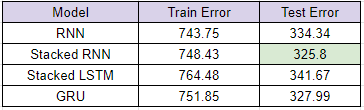 Model Train Error Test Error
RNN 743.75 334.34
Stacked RNN 748.43 325.8
Stacked LSTM 764.48 341.67
GRU 751.85 327.99